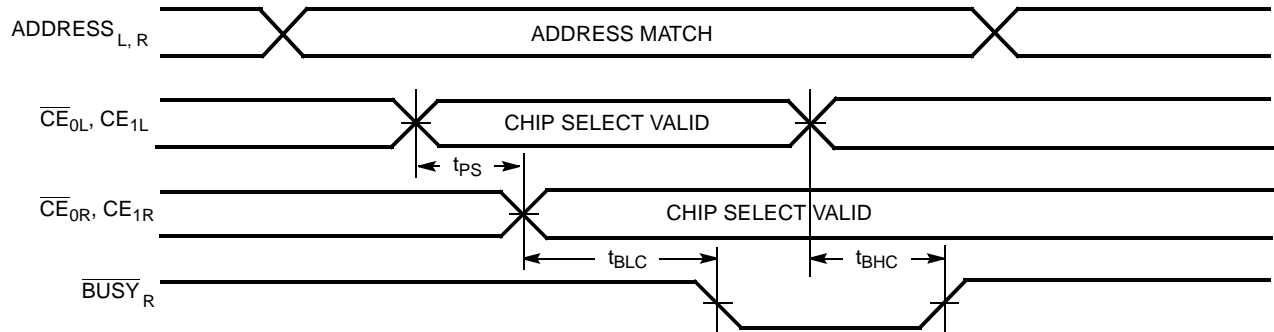 ADDRESS L, R
ADDRESS MATCH
CE0L, CE1L
CHIP SELECT VALID
tPS
CE0R, CE1R
CHIP SELECT VALID
tBLC
tBHC
BUSY R